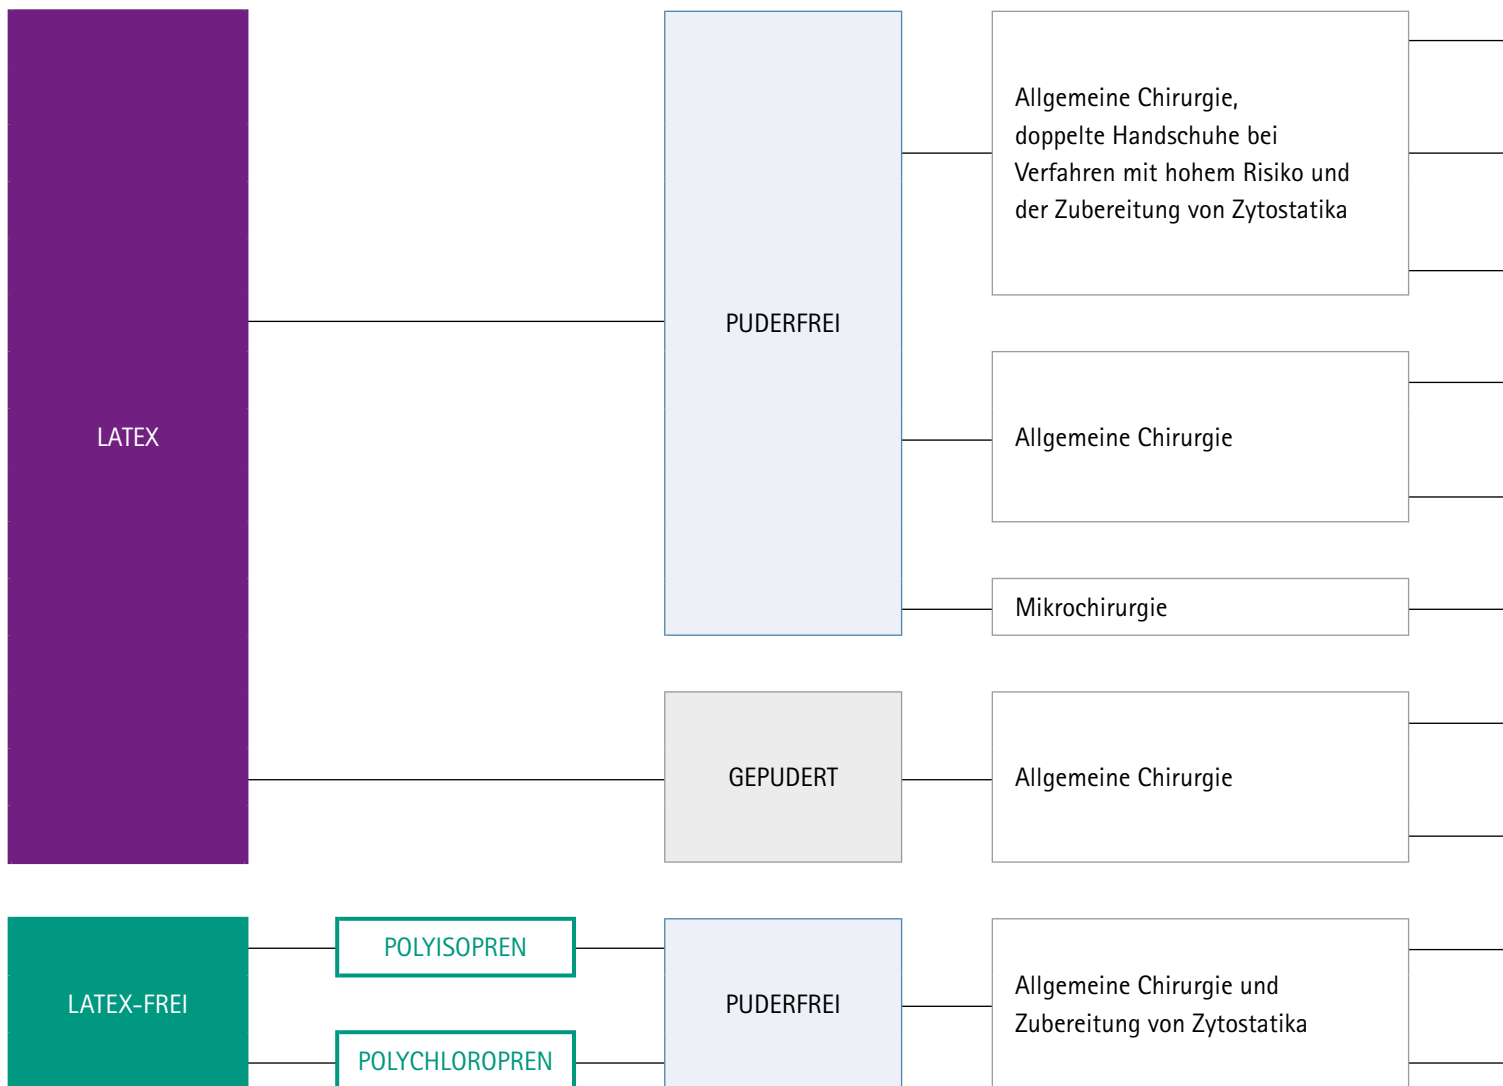 LATEX
PUDERFREI
Allgemeine Chirurgie,
doppelte Handschuhe bei
Verfahren mit hohem Risiko und
der Zubereitung von Zytostatika
Allgemeine Chirurgie
Mikrochirurgie
GEPUDERT
Allgemeine Chirurgie
LATEX-FREI
POLYISOPREN
POLYCHLOROPREN
PUDERFREI
Allgemeine Chirurgie und
Zubereitung von Zytostatika